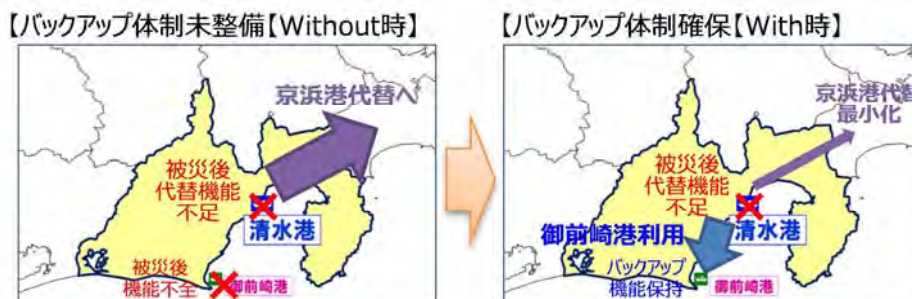 【バックアップ体制未整備【Without時】
京浜港代替へ
被災後
代替機能
不足
清水港
被災後
機能不全
御前崎港
【バックアップ体制確保【With時】
京浜港代替
最小化
被災後
代替機能
不足
清水港
御前崎港利用
バックアップ
機能保持
御前崎港